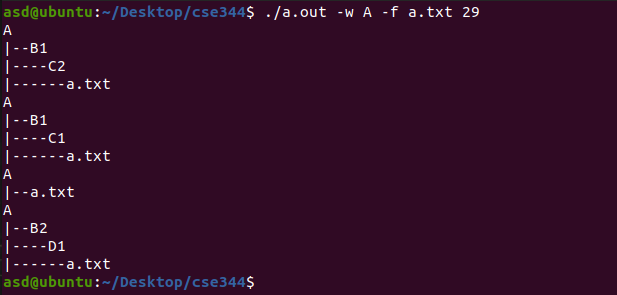 asd@ubuntu:~/Desktop/cse344$ ./a.out -w A -f a.txt 29
A
|--B1
|----C2
|------a.txt
A
|--B1
|----C1
|------a.txt
A
|--a.txt
A
|--B2
|----D1
|------a.txt
asd@ubuntu:~/Desktop/cse344$